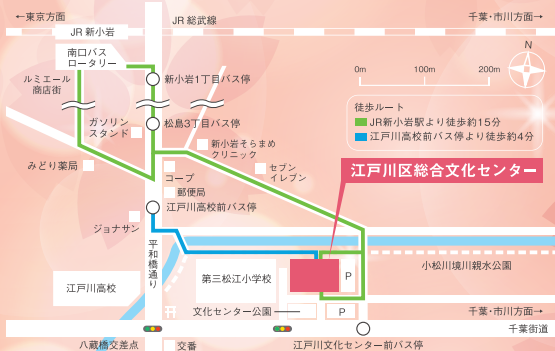 ←東京方面
JR 総武線
千葉・市川方面→
JR 新小岩
南口バス
ロータリー
N
0m 100m 200m
ルミエール
商店街
新小岩1丁目バス停
徒歩ルート
JR新小岩駅より徒歩約15分
江戸川高校前バス停より徒歩約4分
ガソリン
スタンド
松島3丁目バス停
新小岩そらまめ
クリニック
みどり薬局
コープ
セブン
イレブン
江戸川区総合文化センター
郵便局
江戸川高校前バス停
ジョナサン
平和橋通り
第三松江小学校
P
小松川境川親水公園
江戸川高校
文化センター公園
P
千葉・市川方面→
千葉街道
八蔵橋交差点
交番
江戸川文化センター前バス停